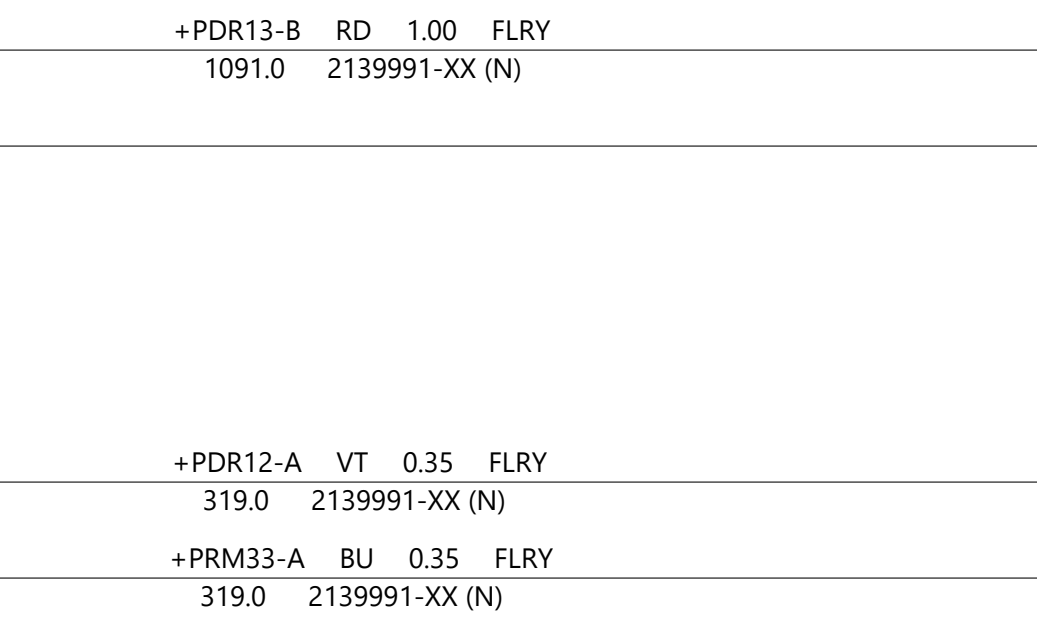 +PDR13-B RD 1.00 FLRY
1091.0 2139991-XX (N)
+PDR12-A VT 0.35 FLRY
319.0 2139991-XX (N)
+PRM33-A BU 0.35 FLRY
319.0 2139991-XX (N)